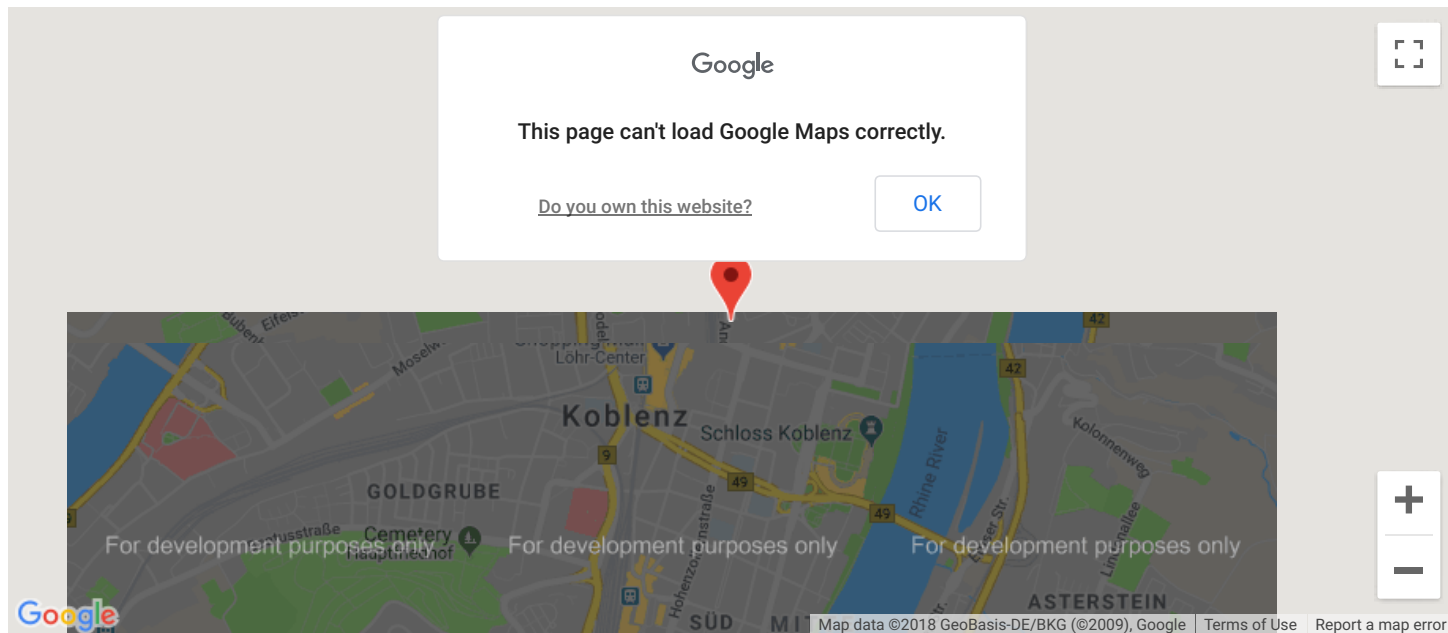 Google
This page can't load Google Maps correctly.
Do you own this website?
OK
Moselw
42
Löhr-Center
42
Koblenz
Schloss Koblenz
Kolonnenweg
9
Rhine River
49
GOLDGRUBE
49
Cemetery
Hauptfriedhof
For development purposes only
For development purposes only
For development purposes only
ASTERSTEIN
SÜD
Google
Map data ©2018 GeoBasis-DE/BKG (©2009), Google
Terms of Use
Report a map error